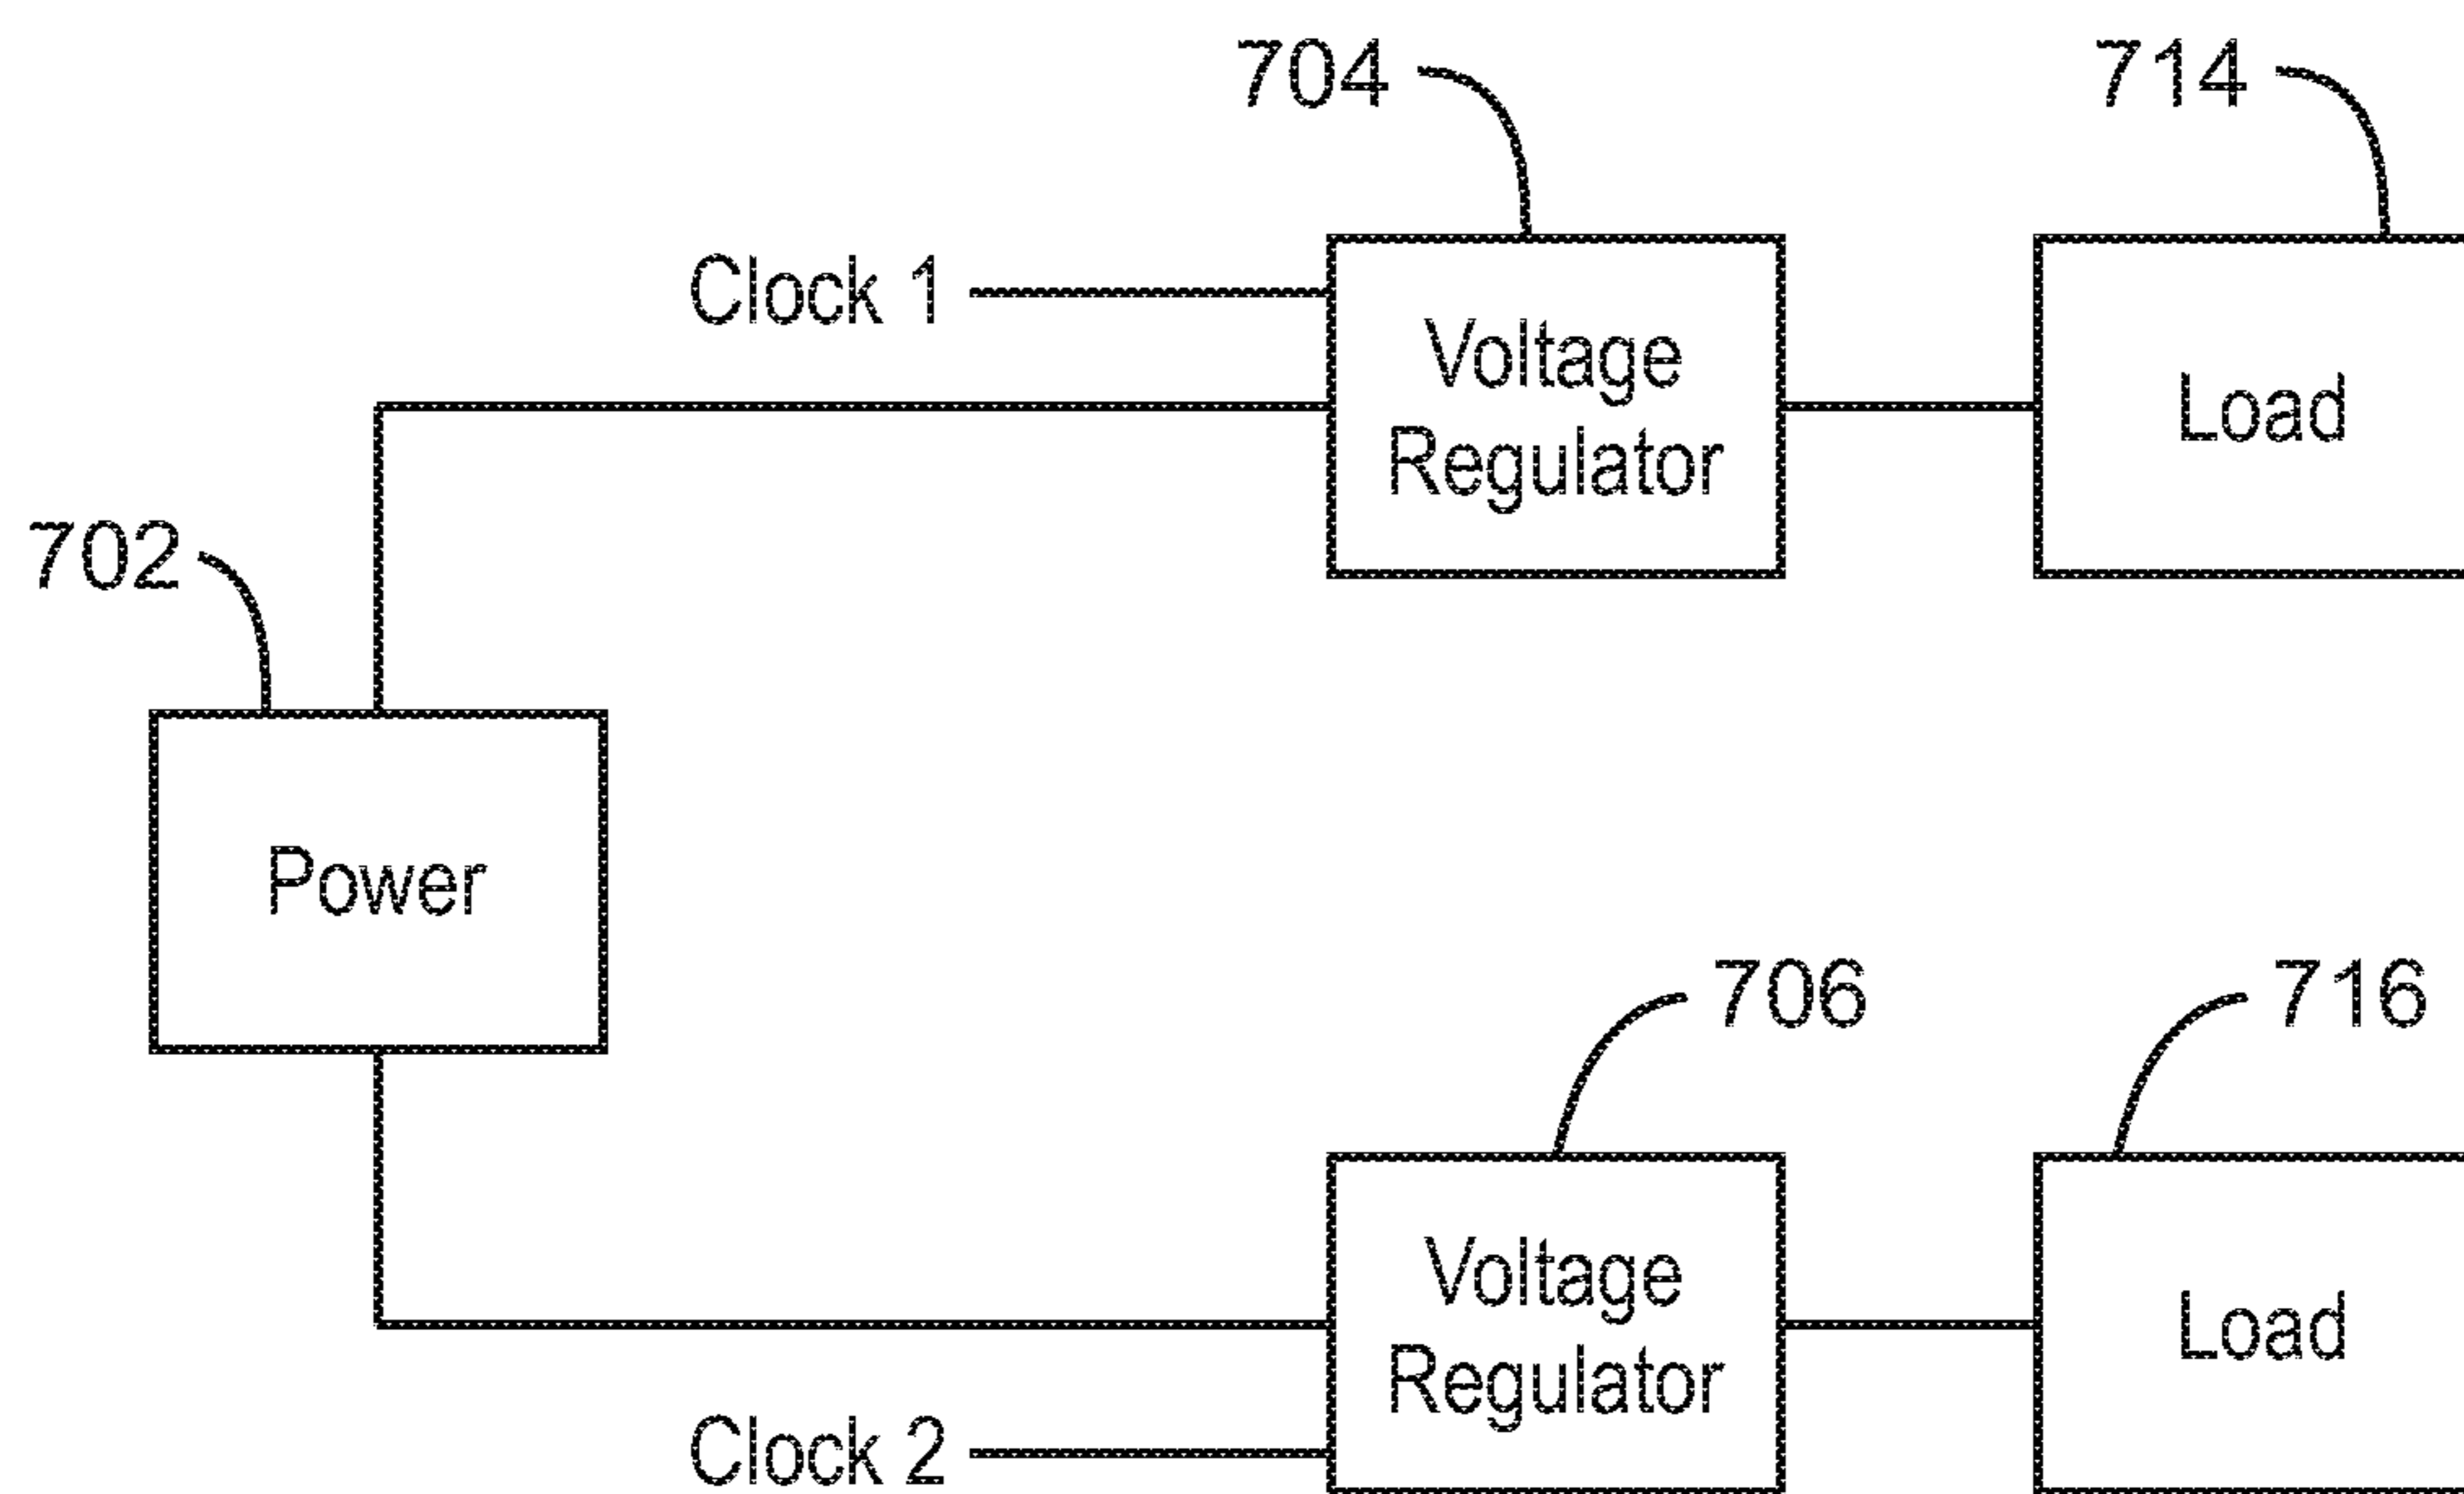 704
714
Clock 1
Voltage
Regulator
Load
702
Power
706
716
Voltage
Regulator
Load
Clock 2